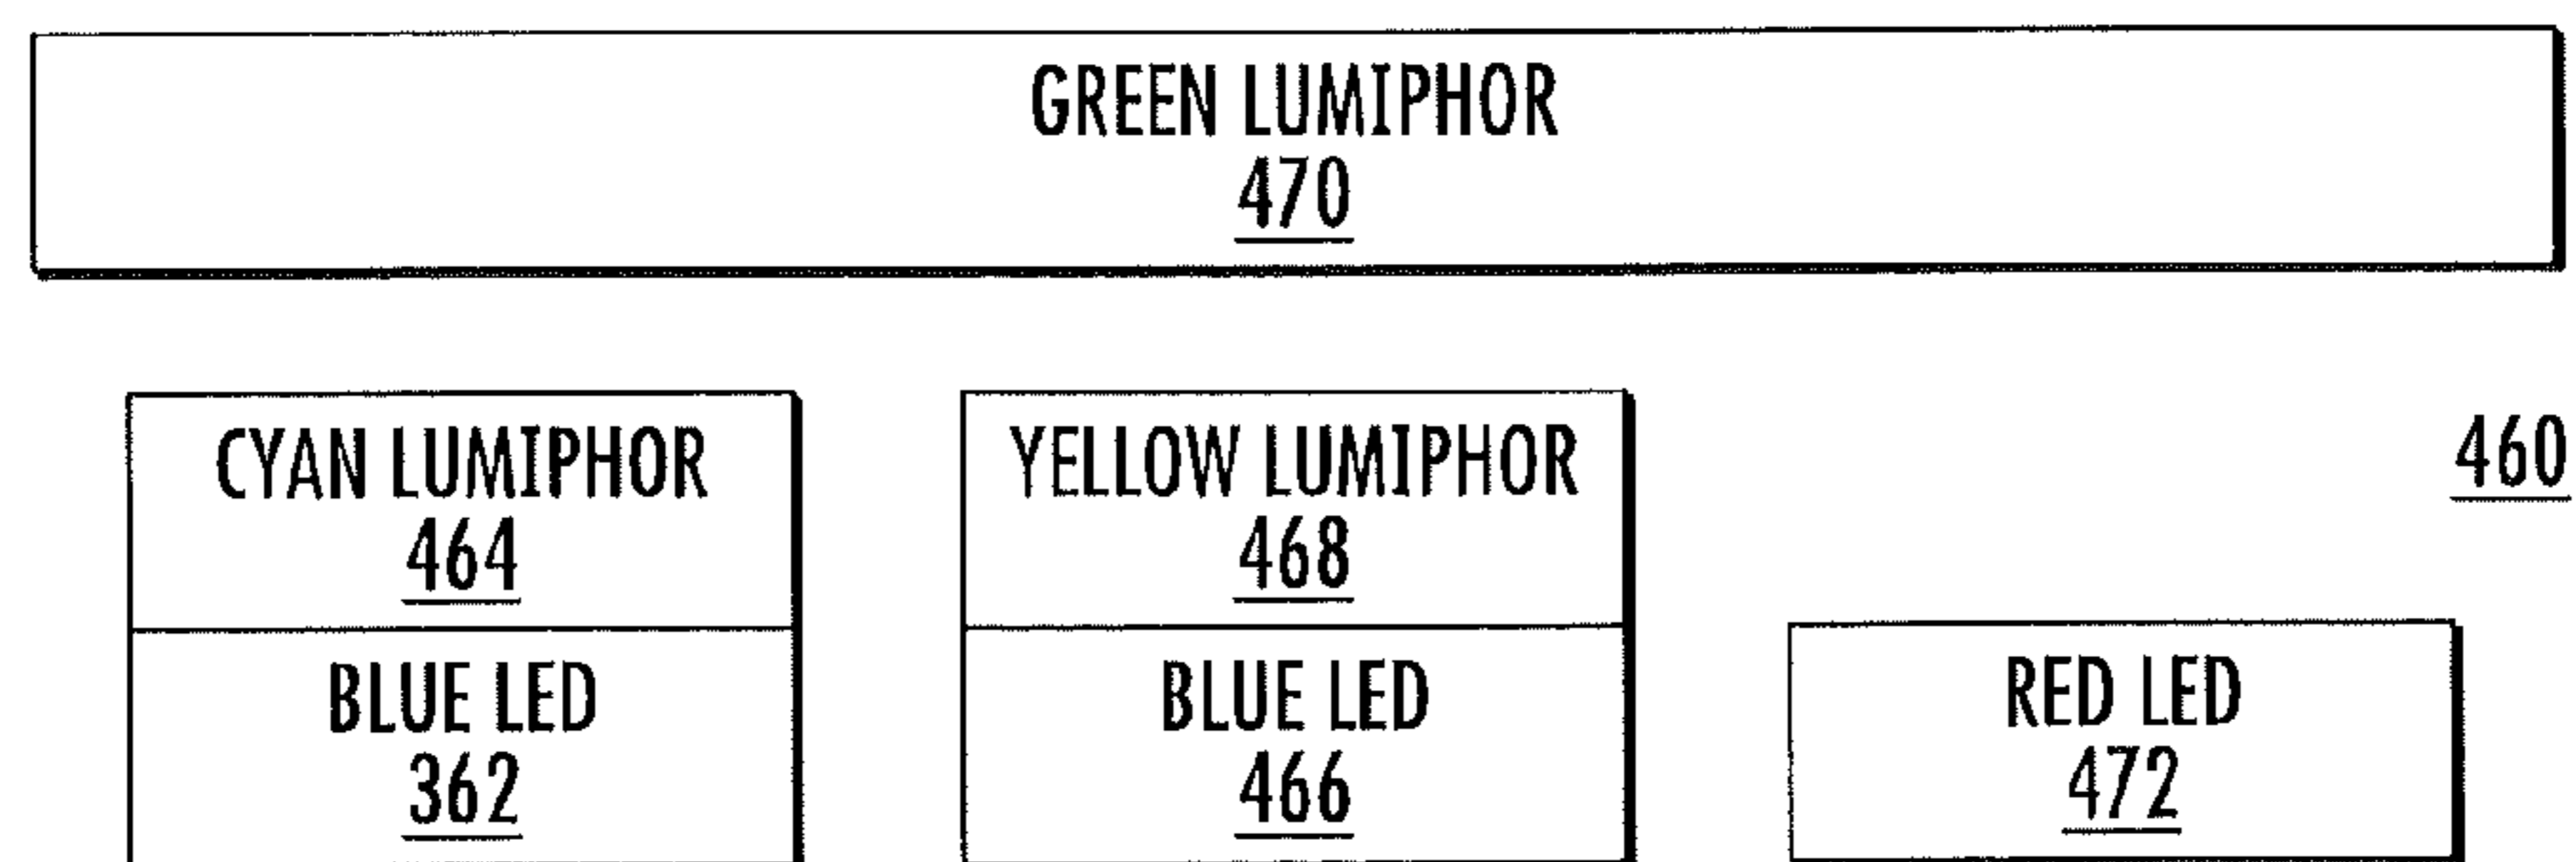 GREEN LUMIPHOR
470
CYAN LUMIPHOR
464
BLUE LED
362
YELLOW LUMIPHOR
468
BLUE LED
466
460
RED LED
472